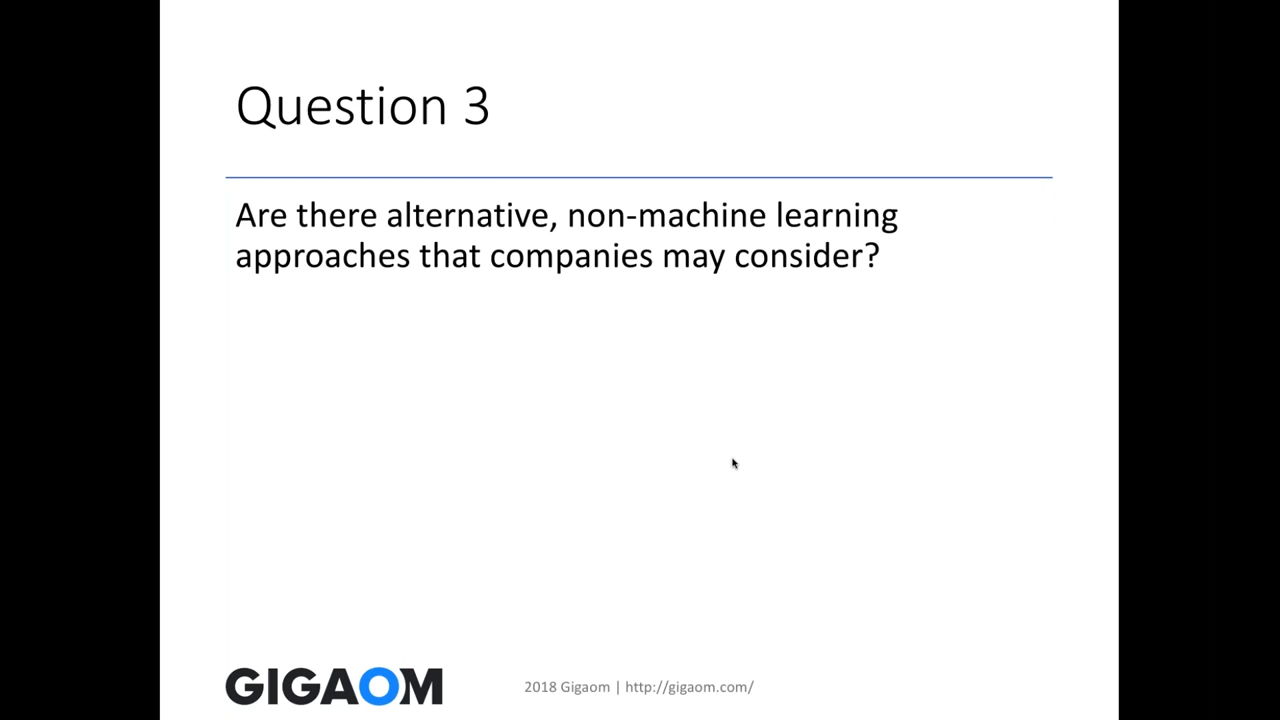 Question 3
Are there alternative, non-machine learning
approaches that companies may consider?
GIGAOM
2018 Gigaom | http://gigaom.com/